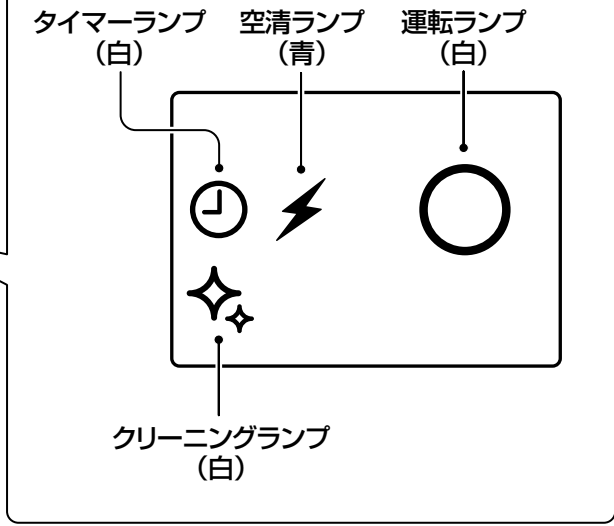 タイマーランプ
（白）
空清ランプ
（青）
運転ランプ
（白）
クリーニングランプ
（白）